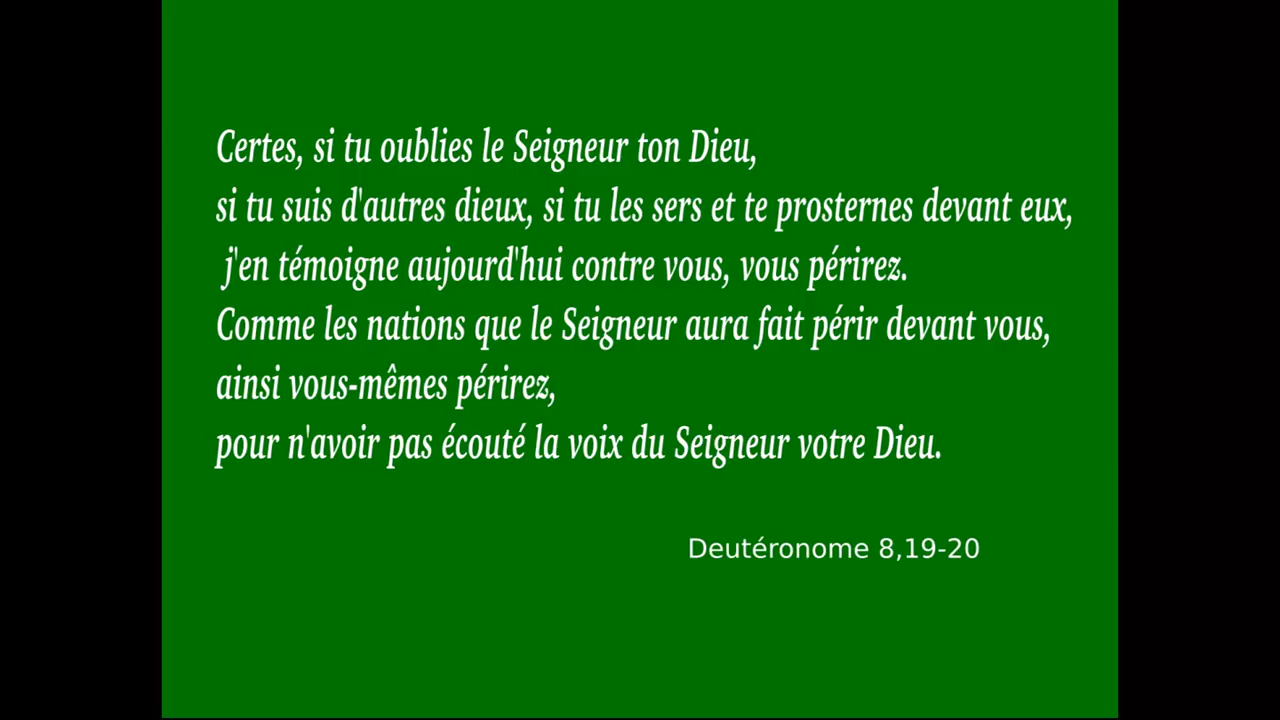 Certes, si tu oublies le Seigneur ton Dieu,
si tu suis d'autres dieux, si tu les sers et te prosternes devant eux,
j'en témoigne aujourd'hui contre vous, vous périrez.
Comme les nations que le Seigneur aura fait périr devant vous,
ainsi vous-mêmes périrez,
pour n'avoir pas écouté la voix du Seigneur votre Dieu.
Deutéronome 8,19-20